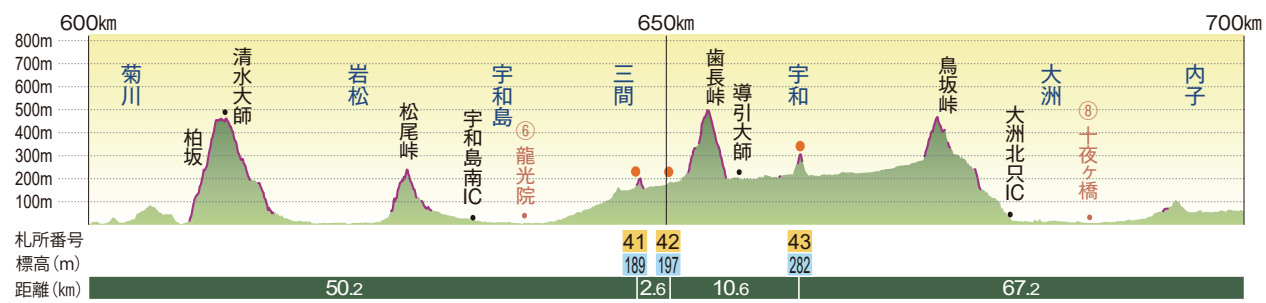 600km
650km
700km
800m
700m
600m
500m
400m
300m
200m
100m
菊川
柏坂
清水大師
岩松
松尾峠
宇和島南IC
宇和島
⑥龍光院
三間
歯長峠
導引大師
宇和
鳥坂峠
大洲北只IC
大洲
⑧十夜ヶ橋
内子
札所番号 41 42 43
標高(m) 189 197 282
距離(km) 50.2 2.6 10.6 67.2